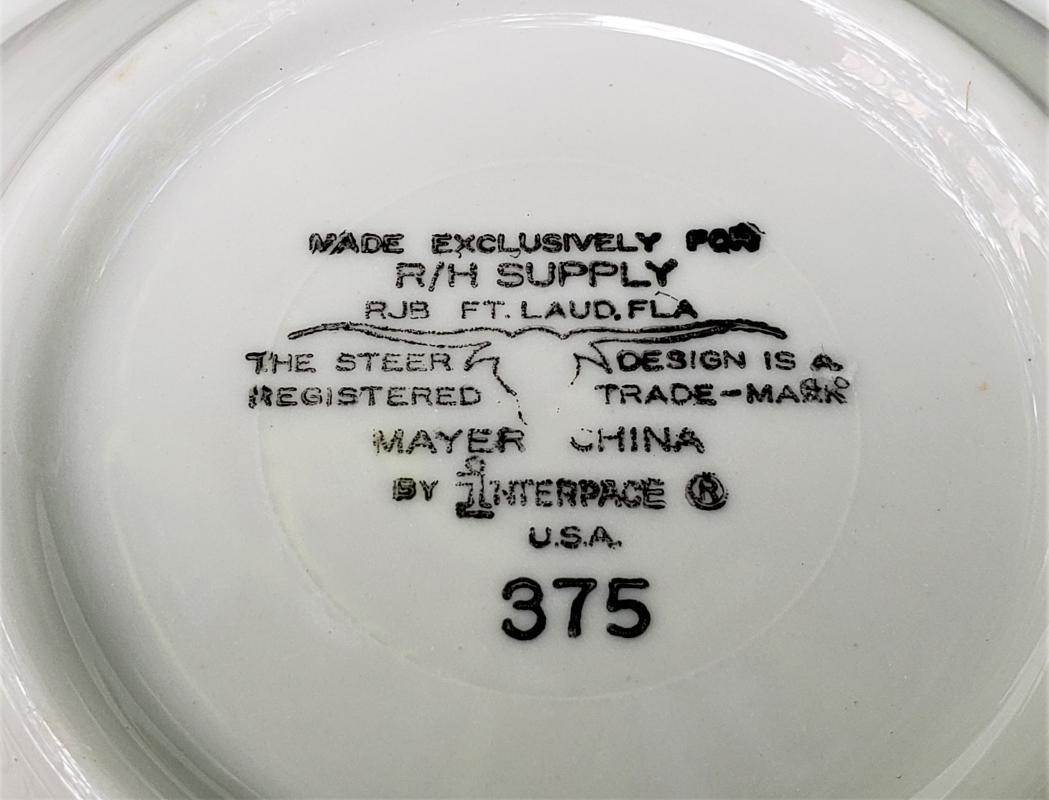 MADE EXCLUSIVELY FOR
R/H SUPPLY
RJB FT. LAUD. FLA
THE STEER DESIGN IS A
REGISTERED TRADE-MARK
MAYER CHINA
BY INTERPACE ®
U.S.A.
375